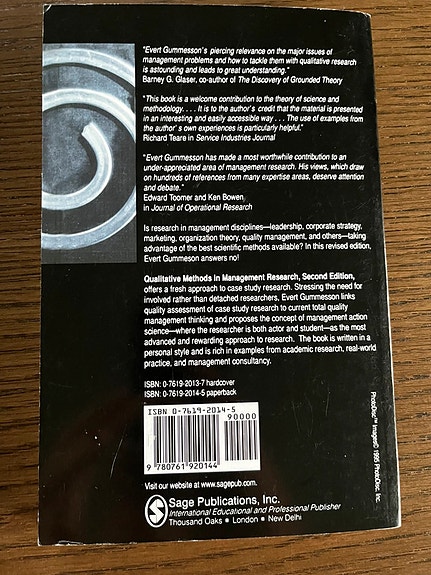 "Evert Gummesson's piercing relevance on the major issues of
management problems and how to tackle them with qualitative research
is astounding and leads to great understanding."
Barney G. Glaser, co-author of The Discovery of Grounded Theory
"This book is a welcome contribution to the theory of science and
methodology. . . . It is to the author's credit that the material is presented
in an interesting and easily accessible way . . . The use of examples from
the author's own experiences is particularly helpful."
Richard Teare in Service Industries Journal
"Evert Gummesson has made a most worthwhile contribution to an
under-appreciated area of management research. His views, which draw
on hundreds of references from many expertise areas, deserve attention
and debate."
Edward Toomer and Ken Bowen
in Journal of Operational Research
Is research in management disciplines—leadership, corporate strategy,
marketing, organization theory, quality management, and others—taking
advantage of the best scientific methods available? In this revised edition,
Evert Gummeson answers no!
Qualitative Methods in Management Research, Second Edition,
offers a fresh approach to case study research. Stressing the need for
involved rather than detached researchers, Evert Gummesson links
quality assessment of case study research to current total quality
management thinking and proposes the concept of management action
science—where the researcher is both actor and student—as the most
advanced and rewarding approach to research. The book is written in a
personal style and is rich in examples from academic research, real-world
practice, and management consultancy.
ISBN: 0-7619-2013-7 hardcover
ISBN: 0-7619-2014-5 paperback
ISBN 0-7619-2014-5
90000
9 780761 920144
PhotoDisc™ Images© 1995 PhotoDisc, Inc
Visit our website at www.sagepub.com
S
Sage Publications, Inc.
International Educational and Professional Publisher
Thousand Oaks • London • New Delhi